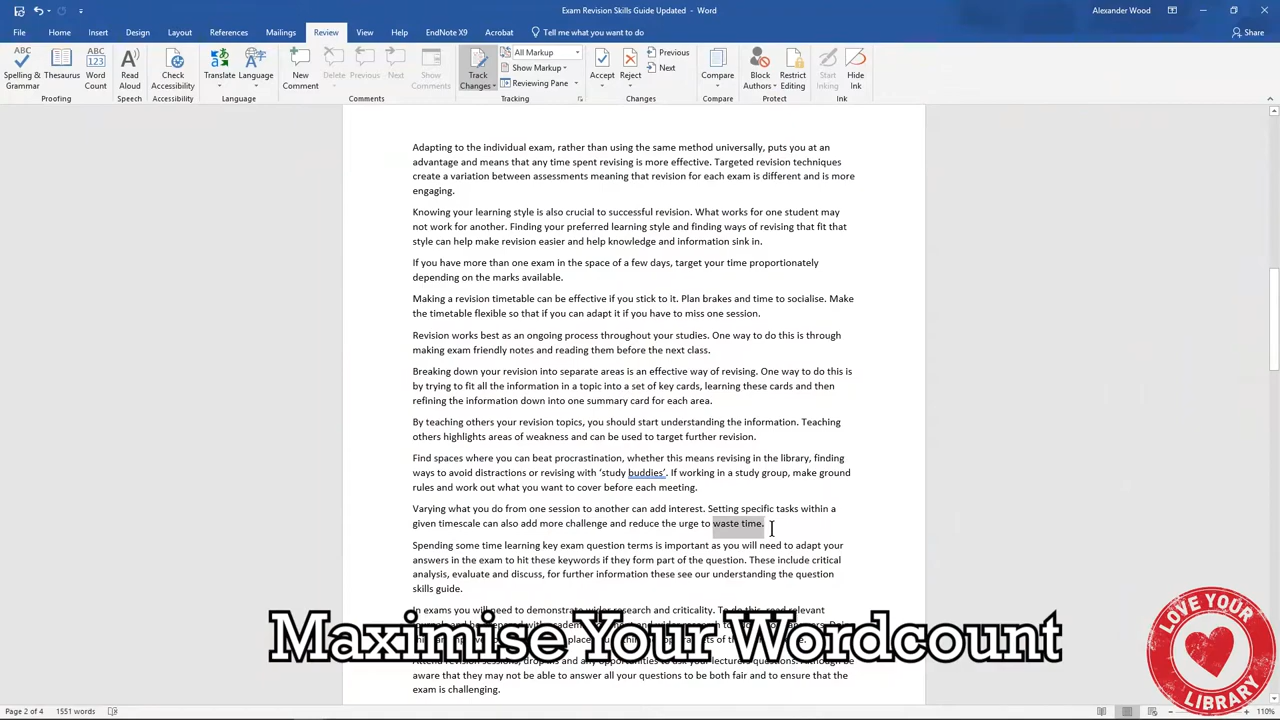 Exam Revision Skills Guide Updated - Word
Alexander Wood
File Home Insert Design Layout References Mailings Review View Help EndNote X9 Acrobat Tell me what you want to do Share
Spelling & Grammar
Thesaurus
Word Count
Read Aloud
Check Accessibility
Translate
Language
New Comment
Delete
Previous
Next
Show Comments
Track Changes
All Markup
Show Markup
Reviewing Pane
Accept
Reject
Previous
Next
Compare
Block Authors
Restrict Editing
Start Inking
Hide Ink
Proofing Speech Accessibility Language Comments Tracking Changes Compare Protect Ink
Adapting to the individual exam, rather than using the same method universally, puts you at an
advantage and means that any time spent revising is more effective. Targeted revision techniques
create a variation between assessments meaning that revision for each exam is different and is more
engaging.
Knowing your learning style is also crucial to successful revision. What works for one student may
not work for another. Finding your preferred learning style and finding ways of revising that fit that
style can help make revision easier and help knowledge and information sink in.
If you have more than one exam in the space of a few days, target your time proportionately
depending on the marks available.
Making a revision timetable can be effective if you stick to it. Plan brakes and time to socialise. Make
the timetable flexible so that if you can adapt it if you have to miss one session.
Revision works best as an ongoing process throughout your studies. One way to do this is through
making exam friendly notes and reading them before the next class.
Breaking down your revision into separate areas is an effective way of revising. One way to do this is
by trying to fit all the information in a topic into a set of key cards, learning these cards and then
refining the information down into one summary card for each area.
By teaching others your revision topics, you should start understanding the information. Teaching
others highlights areas of weakness and can be used to target further revision.
Find spaces where you can beat procrastination, whether this means revising in the library, finding
ways to avoid distractions or revising with ‘study buddies’. If working in a study group, make ground
rules and work out what you want to cover before each meeting.
Varying what you do from one session to another can add interest. Setting specific tasks within a
given timescale can also add more challenge and reduce the urge to waste time.
Spending some time learning key exam question terms is important as you will need to adapt your
answers in the exam to hit these keywords if they form part of the question. These include critical
analysis, evaluate and discuss, for further information these see our understanding the question
skills guide.
In exams you will need to demonstrate wider research and criticality. To do this, read relevant
Maximise Your Wordcount
aware that they may not be able to answer all your questions to be both fair and to ensure that the
exam is challenging.
LOVE YOUR LIBRARY
Page 2 of 4 1551 words 110%